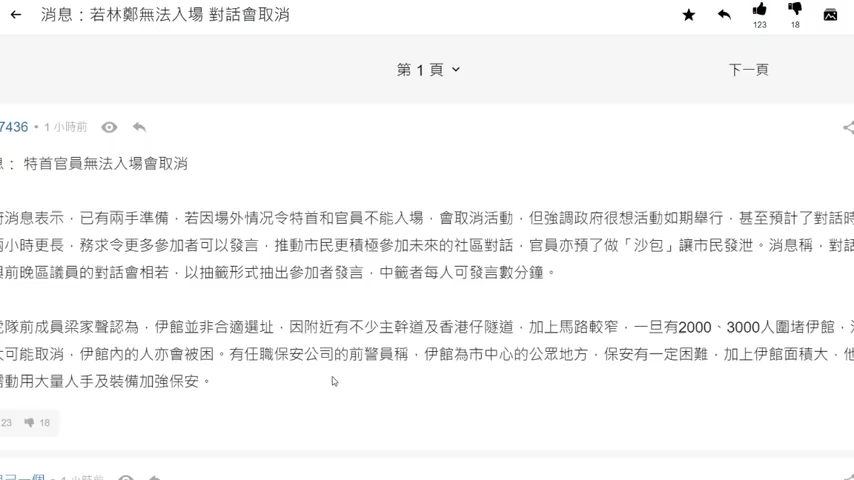 消息：若林鄭無法入場 對話會取消
123
18
第 1 頁
下一頁
7436 • 1 小時前
： 特首官員無法入場會取消
消息表示，已有兩手準備，若因場外情况令特首和官員不能入場，會取消活動，但強調政府很想活動如期舉行，甚至預計了對話時
小時更長，務求令更多參加者可以發言，推動市民更積極參加未來的社區對話，官員亦預了做「沙包」讓市民發泄。消息稱，對話
與前晚區議員的對話會相若，以抽籤形式抽出參加者發言，中籤者每人可發言數分鐘。
隊前成員梁家聲認為，伊館並非合適選址，因附近有不少主幹道及香港仔隧道，加上馬路較窄，一旦有2000、3000人圍堵伊館，
可能取消，伊館內的人亦會被困。有任職保安公司的前警員稱，伊館為市中心的公眾地方，保安有一定困難，加上伊館面積大，他
動用大量人手及裝備加強保安。
23
18
1 小時前